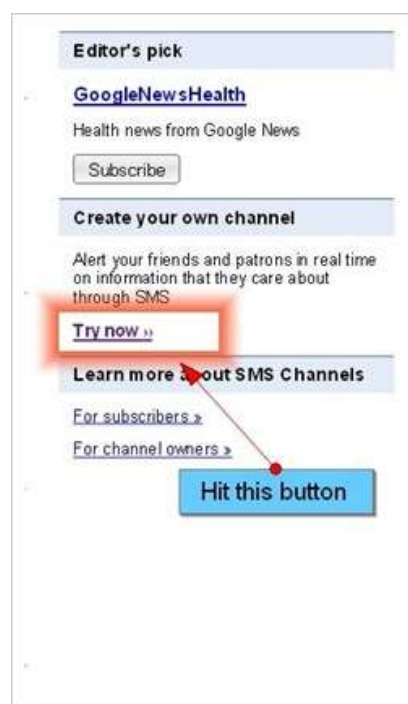 Editor's pick
GoogleNewsHealth
Health news from Google News
Subscribe
Create your own channel
Alert your friends and patrons in real time
on information that they care about
through SMS
Try now »
Learn more about SMS Channels
For subscribers »
For channel owners »
Hit this button